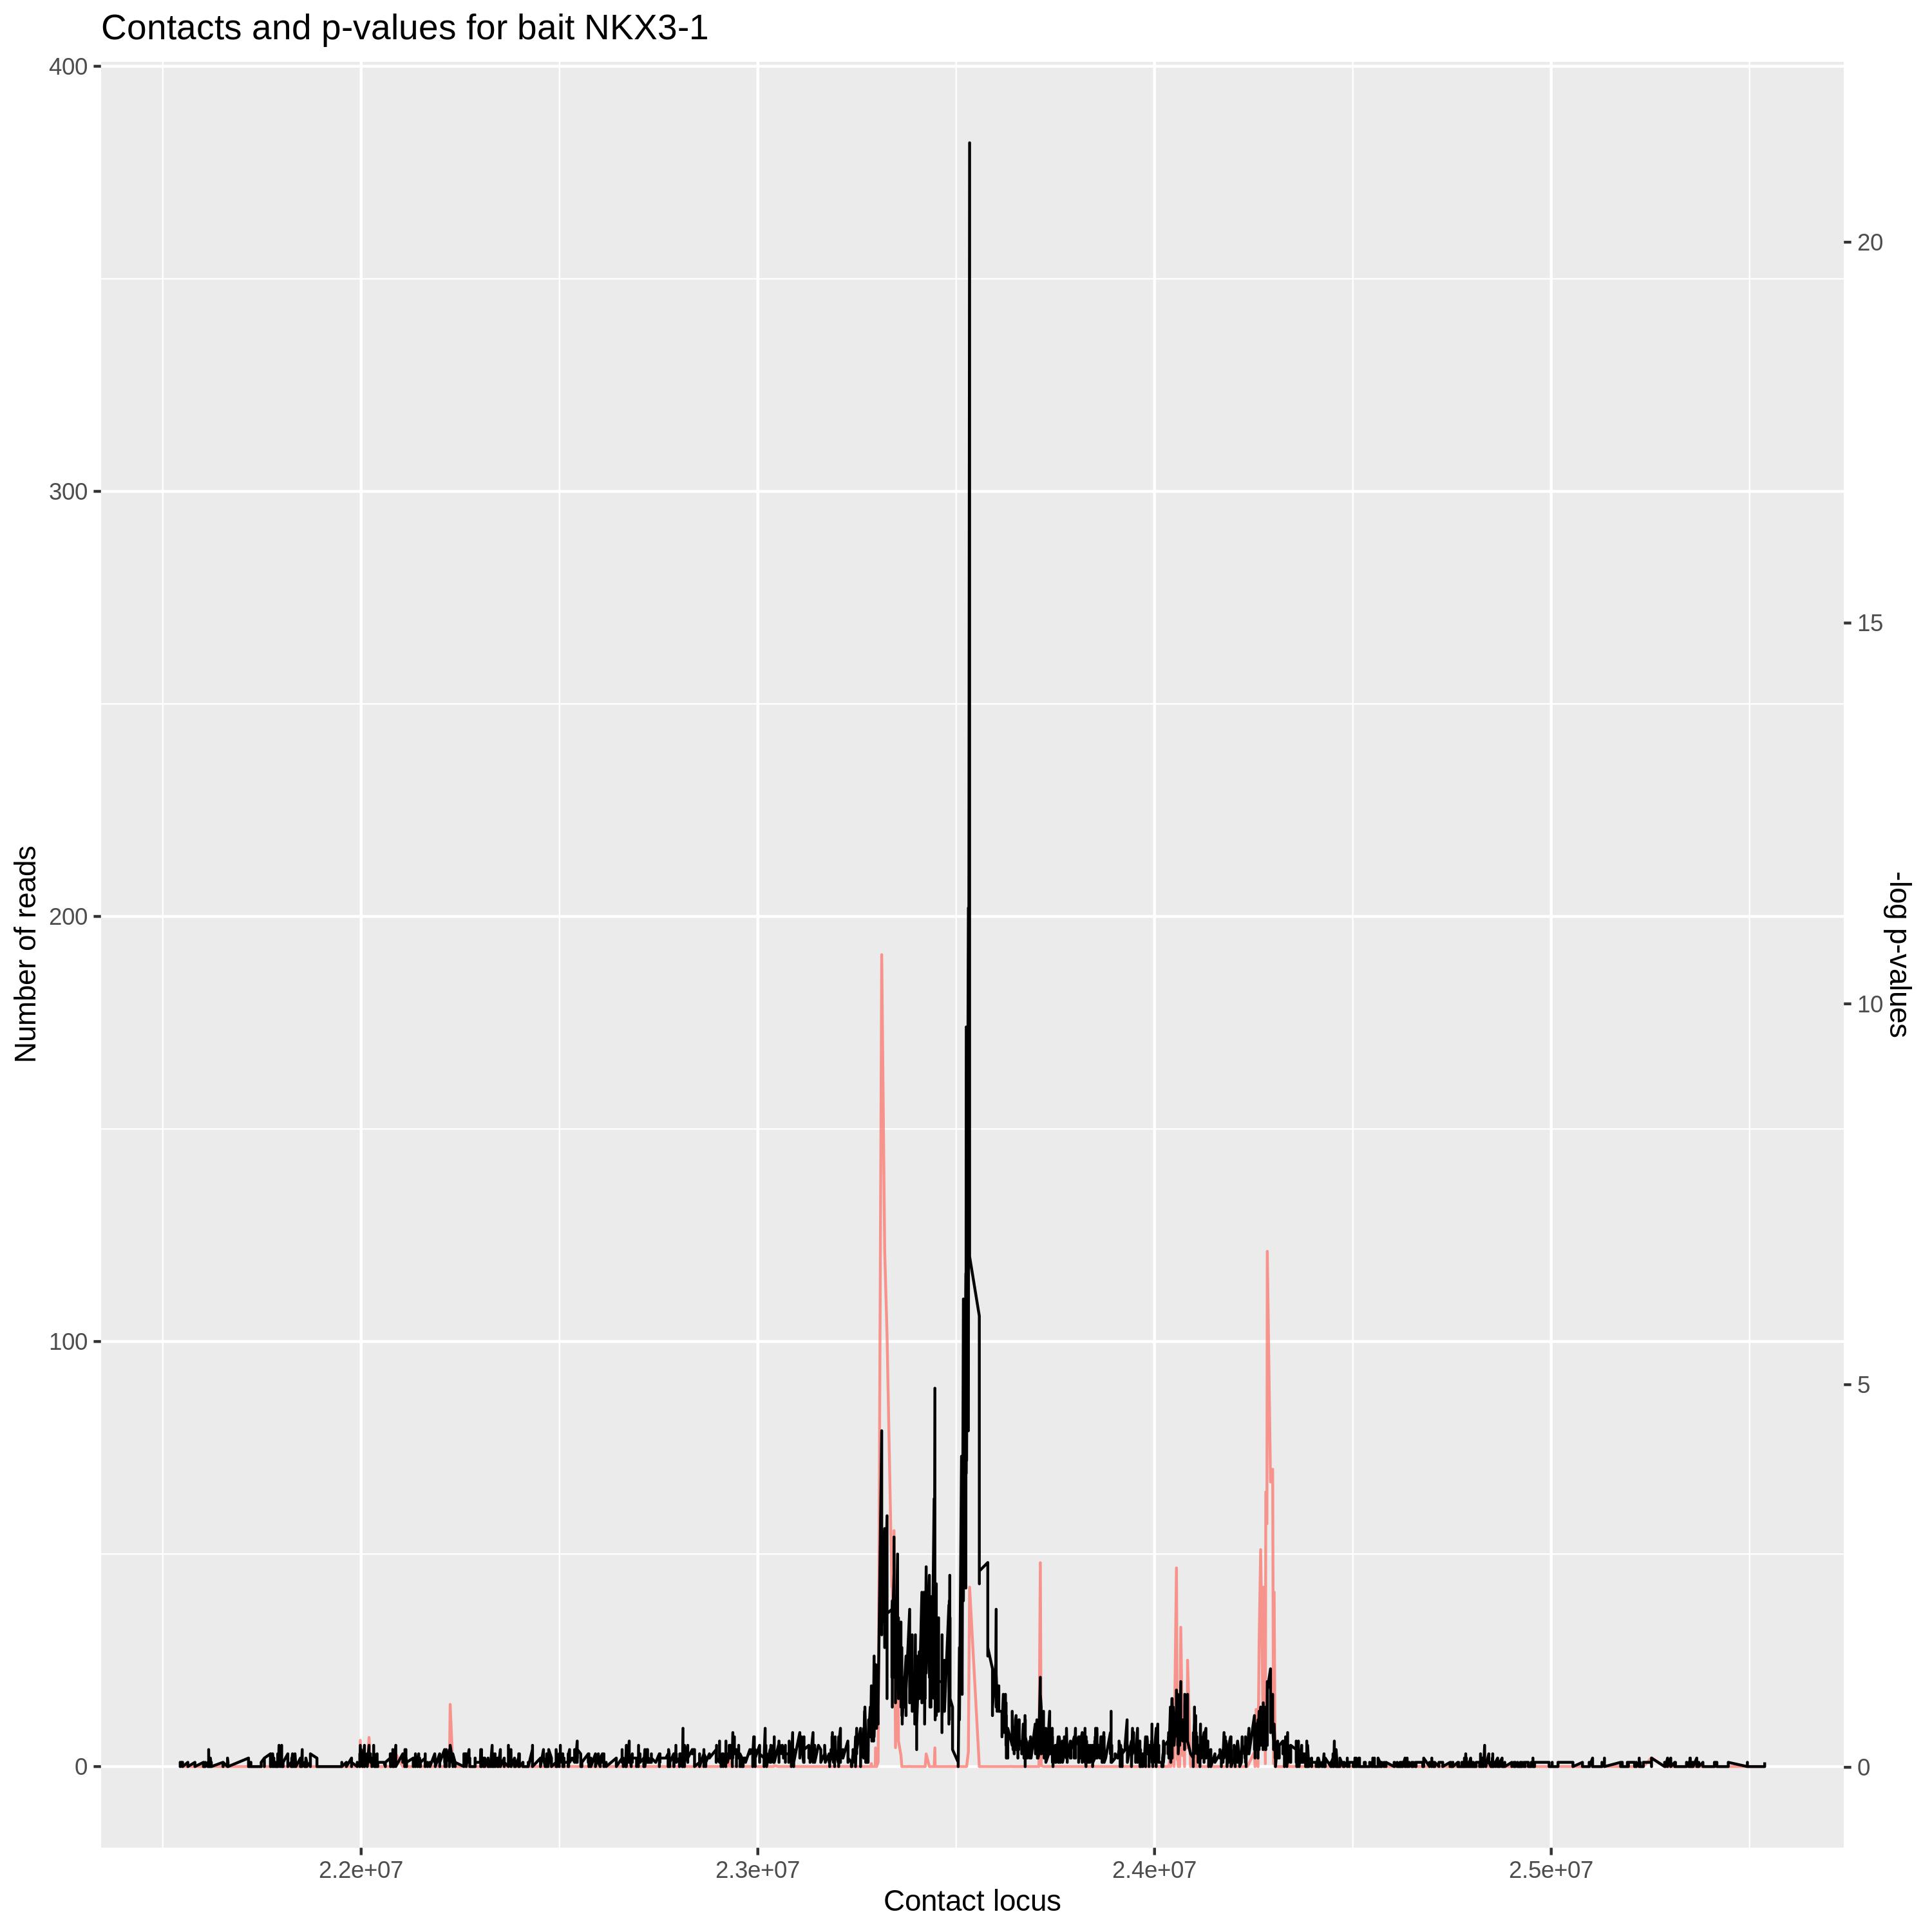 Contacts and p-values for bait NKX3-1
400
300
200
100
0
Number of reads
20
15
10
5
0
-log p-values
2.2e+07
2.3e+07
2.4e+07
2.5e+07
Contact locus